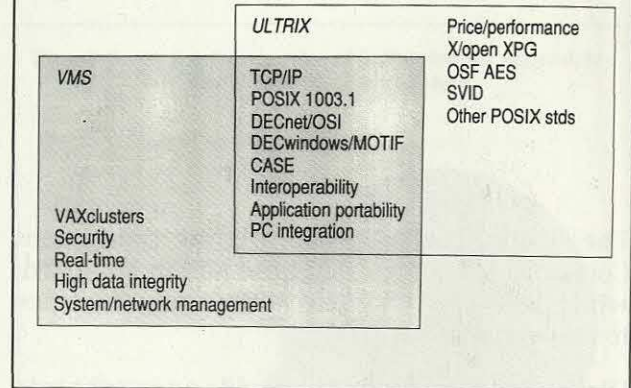 ULTRIX
Price/performance
X/open XPG
OSF AES
SVID
Other POSIX stds
VMS
TCP/IP
POSIX 1003.1
DECnet/OSI
DECwindows/MOTIF
CASE
Interoperability
Application portability
PC integration
VAXclusters
Security
Real-time
High data integrity
System/network management